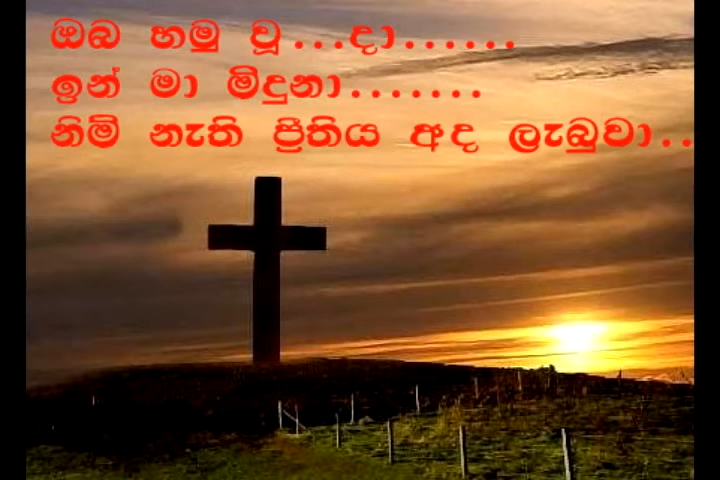 ඔබ හමු වූ...දා......
ඉන් මා මිදුනා.......
නිමි නැති ප්‍රීතිය අද ලැබුවා..